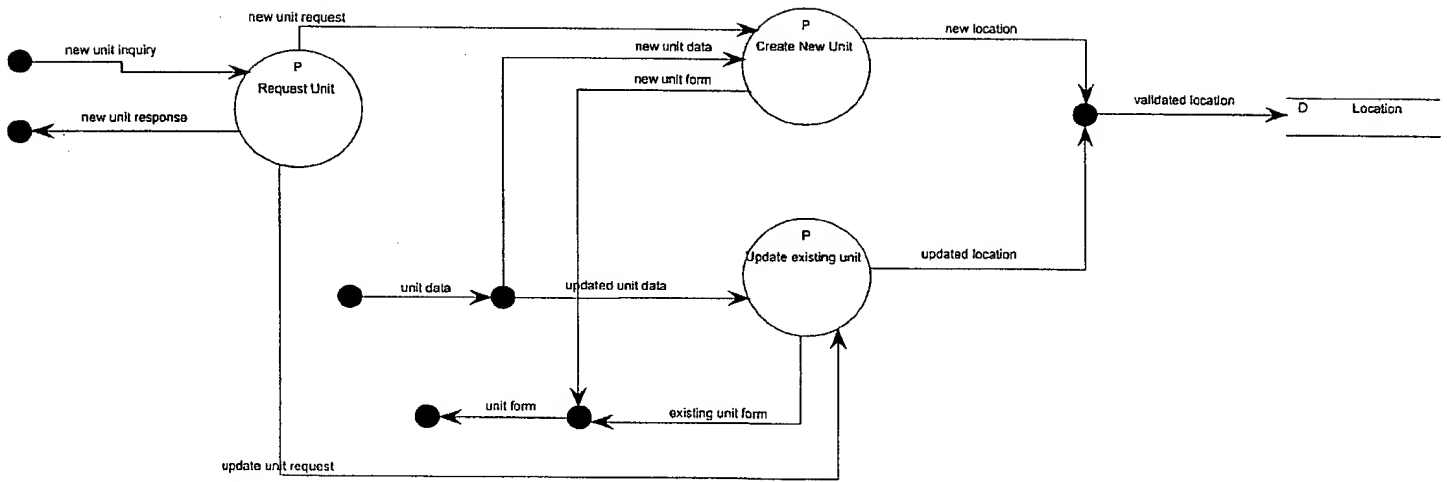 new unit request
new unit inquiry
P
Request Unit
new unit response
new unit data
new unit form
P
Create New Unit
new location
validated location
D Location
unit data
updated unit data
P
Update existing unit
updated location
unit form
existing unit form
update unit request